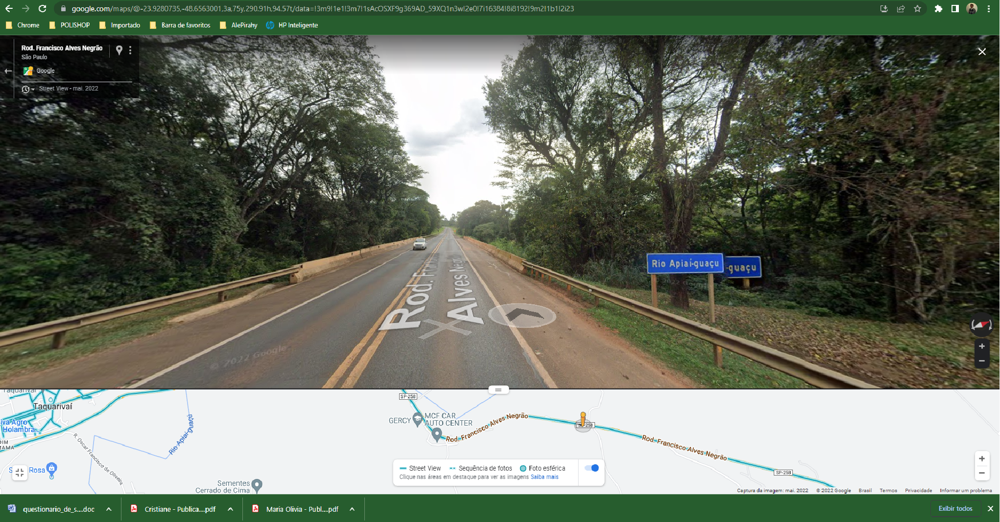 google.com/maps/@-23.9280735,-48.6563001,3a,75y,290.91h,94.57t/data=!3m9!1e1!3m7!1sAcOSXF9g369AD_59XQ1n3w!2e0!7i16384!8i8192!9m2!1b1!2i23
Chrome POLISHOP Importado Barra de favoritos AlePirahy HP Inteligente
Rod. Francisco Alves Negrão
São Paulo
Google
Street View - mai. 2022
Rio Apiaí-guaçu
-guaçu
Rod.
Alves Negr
© 2022 Google
Taquarivaí
SP-258
Taquarivaí
GERCY
MCF CAR
AUTO CENTER
Rod. Francisco Alves Negrão
SP-258
iva Agro
Holambra...
Rio Apiaí-guaçu
R. Oscar Francisco de Oliveira
Rod. Francisco Alves Negrão
DIM
RAMA
Rosa
Street View Sequência de fotos Foto esférica
Clique nas áreas em destaque para ver as imagens Saiba mais
SP-258
Sementes
Cerrado de Cima
Captura da imagem: mai. 2022 © 2022 Google Brasil Termos Privacidade Informar um problema
questionario_de_s....doc Cristiane - Publica....pdf Maria Olivia - Publ....pdf Exibir todos